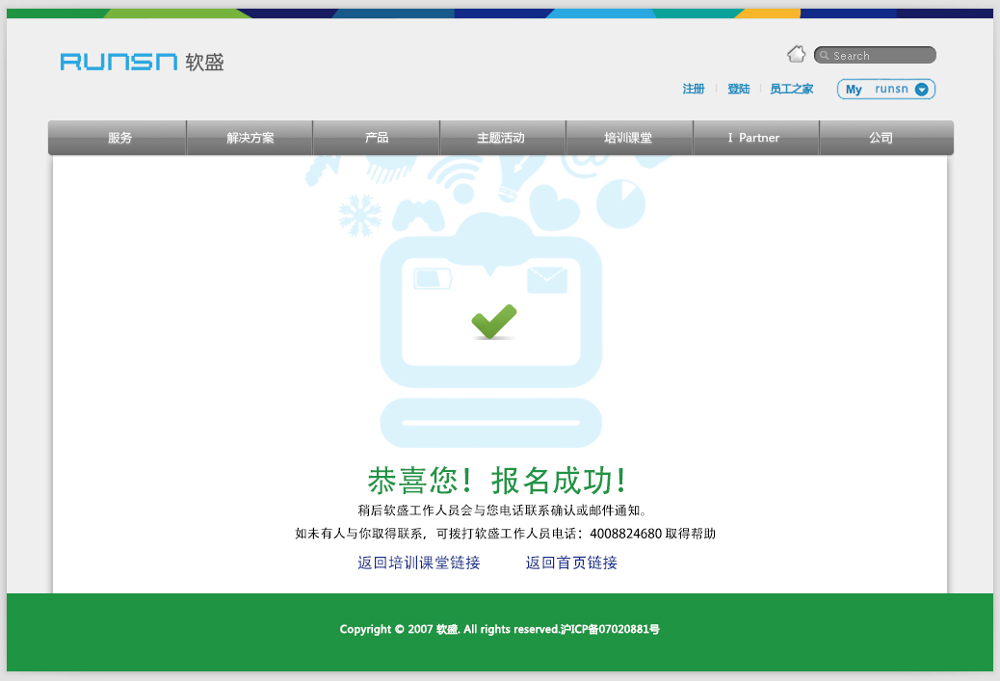 RUNSN 软盛
Search
注册 登陆 员工之家 My runsn
服务 解决方案 产品 主题活动 培训课堂 I Partner 公司
@
恭喜您！报名成功！
稍后软盛工作人员会与您电话联系确认或邮件通知。
如未有人与你取得联系，可拨打软盛工作人员电话：4008824680 取得帮助
返回培训课堂链接 返回首页链接
Copyright © 2007 软盛. All rights reserved.沪ICP备07020881号